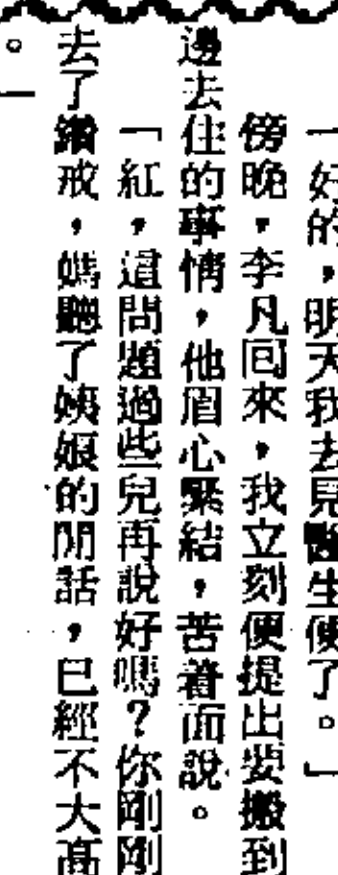 「好的，明天我去見醫生便了。」
傍晚，李凡回來，我立刻便提出要搬到
邊去住的事情，他眉心緊結，苦着面說。
「紅，這問題過些兒再說好嗎？你剛剛
去了鑽戒，媽聽了姨娘的閒話，已經不大高
。」